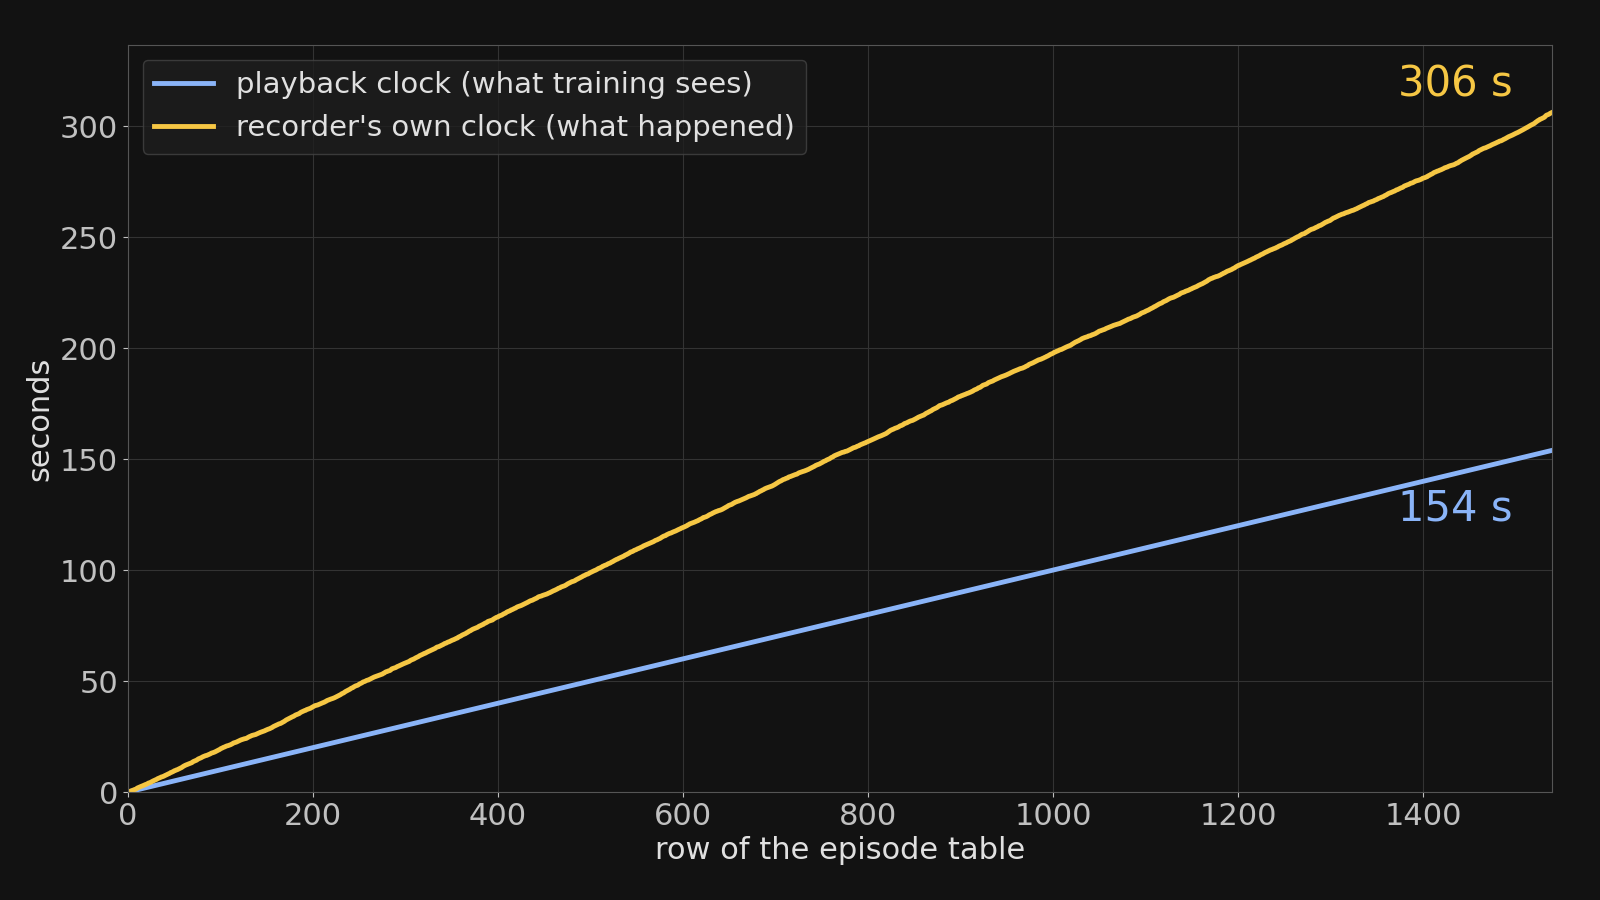 playback clock (what training sees)
recorder's own clock (what happened)
306 s
154 s
seconds
300
250
200
150
100
50
0
0 200 400 600 800 1000 1200 1400
row of the episode table